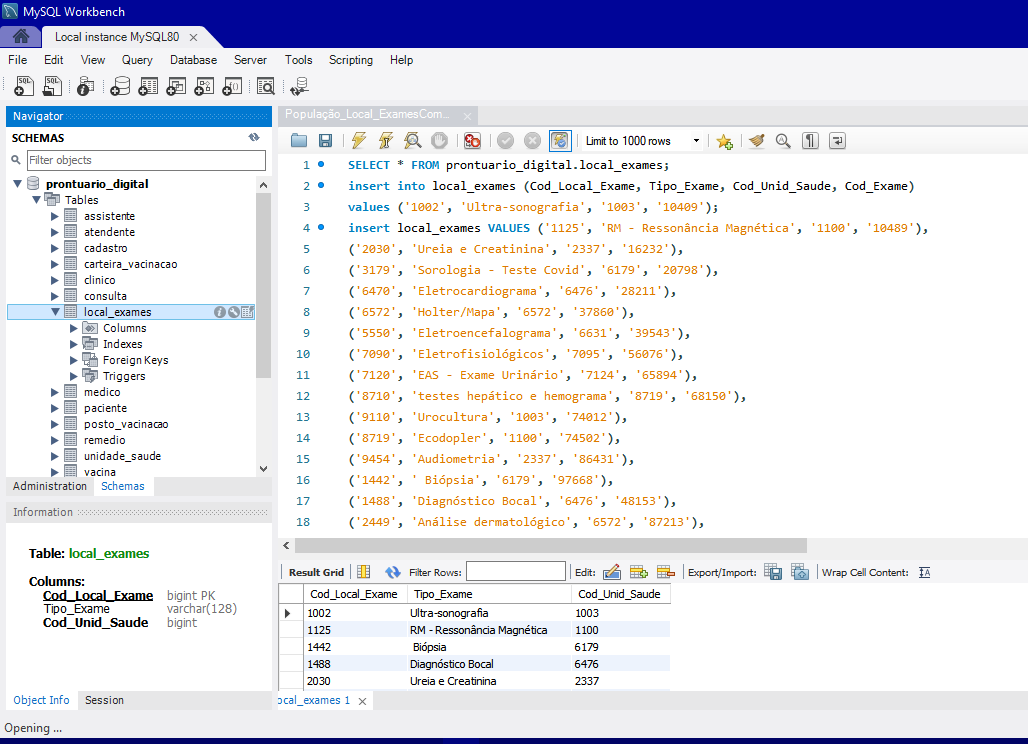 MySQL Workbench
Local instance MySQL80
File Edit View Query Database Server Tools Scripting Help
Navigator
SCHEMAS
Filter objects
prontuario_digital
Tables
assistente
atendente
cadastro
carteira_vacinacao
clinico
consulta
local_exames
Columns
Indexes
Foreign Keys
Triggers
medico
paciente
posto_vacinacao
remedio
unidade_saude
vacina
Administration Schemas
Information
Table: local_exames
Columns:
Cod_Local_Exame bigint PK
Tipo_Exame varchar(128)
Cod_Unid_Saude bigint
Object Info Session
População_Local_ExamesCom...
Limit to 1000 rows
1 SELECT * FROM prontuario_digital.local_exames;
2 insert into local_exames (Cod_Local_Exame, Tipo_Exame, Cod_Unid_Saude, Cod_Exame)
3 values ('1002', 'Ultra-sonografia', '1003', '10409');
4 insert local_exames VALUES ('1125', 'RM - Ressonância Magnética', '1100', '10489'),
5 ('2030', 'Ureia e Creatinina', '2337', '16232'),
6 ('3179', 'Sorologia - Teste Covid', '6179', '20798'),
7 ('6470', 'Eletrocardiograma', '6476', '28211'),
8 ('6572', 'Holter/Mapa', '6572', '37860'),
9 ('5550', 'Eletroencefalograma', '6631', '39543'),
10 ('7090', 'Eletrofisiológicos', '7095', '56076'),
11 ('7120', 'EAS - Exame Urinário', '7124', '65894'),
12 ('8710', 'testes hepático e hemograma', '8719', '68150'),
13 ('9110', 'Urocultura', '1003', '74012'),
14 ('8719', 'Ecodopler', '1100', '74502'),
15 ('9454', 'Audiometria', '2337', '86431'),
16 ('1442', ' Biópsia', '6179', '97668'),
17 ('1488', 'Diagnóstico Bocal', '6476', '48153'),
18 ('2449', 'Análise dermatológico', '6572', '87213'),
Result Grid Filter Rows: Edit: Export/Import: Wrap Cell Content: IA
Cod_Local_Exame Tipo_Exame Cod_Unid_Saude
1002 Ultra-sonografia 1003
1125 RM - Ressonância Magnética 1100
1442 Biópsia 6179
1488 Diagnóstico Bocal 6476
2030 Ureia e Creatinina 2337
ocal_exames 1
Opening ...